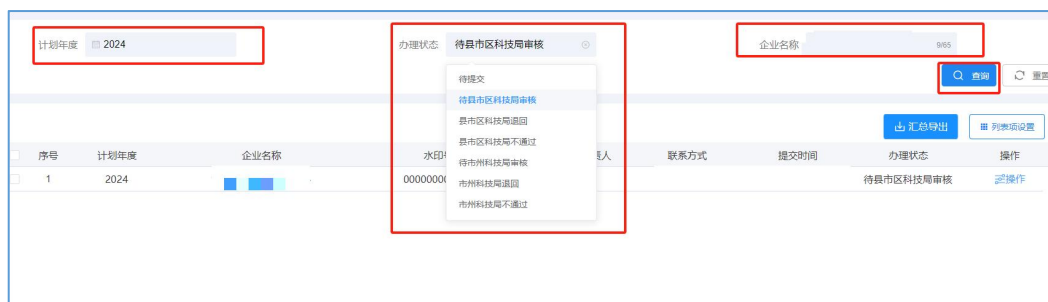 计划年度 2024 办理状态 待县市区科技局审核 企业名称 9/65
查询 重置
待提交
待县市区科技局审核
县市区科技局退回
县市区科技局不通过
待市州科技局审核
市州科技局退回
市州科技局不通过
汇总导出 列表项设置
序号 计划年度 企业名称 水印 人 联系方式 提交时间 办理状态 操作
1 2024 0000000 待县市区科技局审核 操作